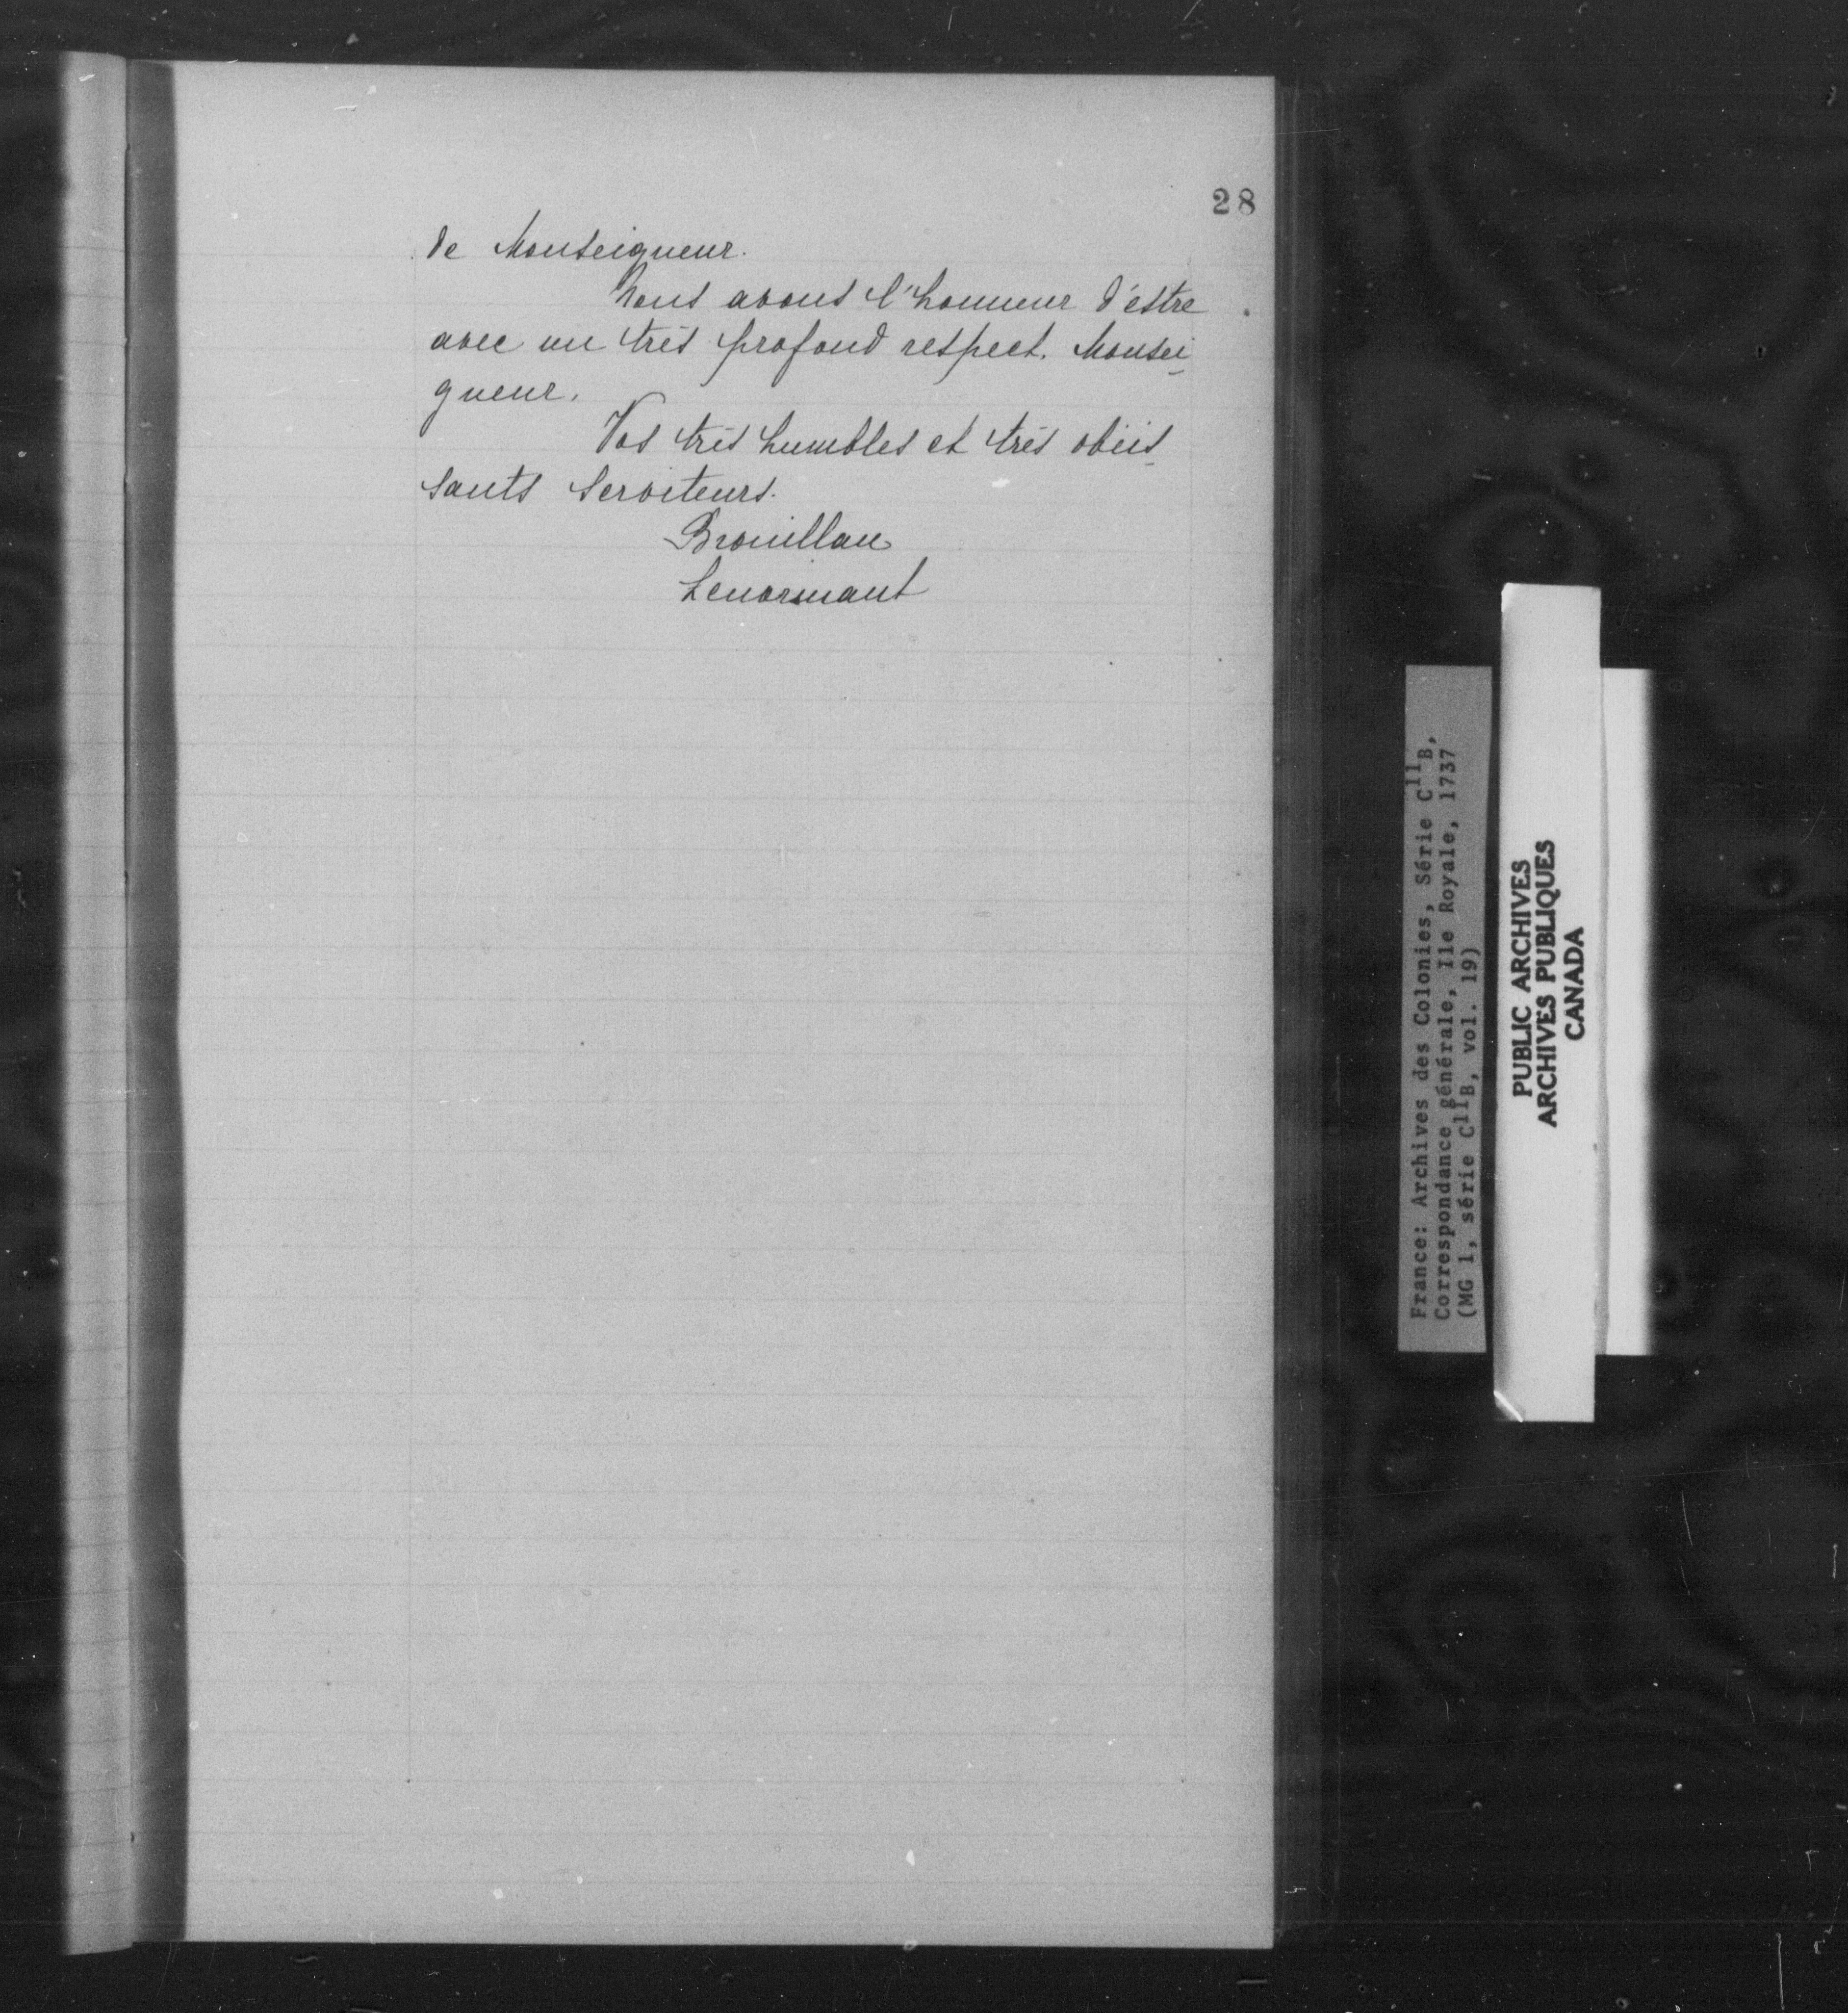 28
de Monseigneur.
Nous avons l'honneur d'estre
avec un très profond respect. Monsei
gneur.
Vos très humbles et très obéis
sants Serviteurs.
Brouillan
Lenormant
France: Archives des Colonies, Série C11B,
Correspondance générale, Ile Royale, 1737
(MG 1, série C11B, vol. 19)
PUBLIC ARCHIVES
ARCHIVES PUBLIQUES
CANADA